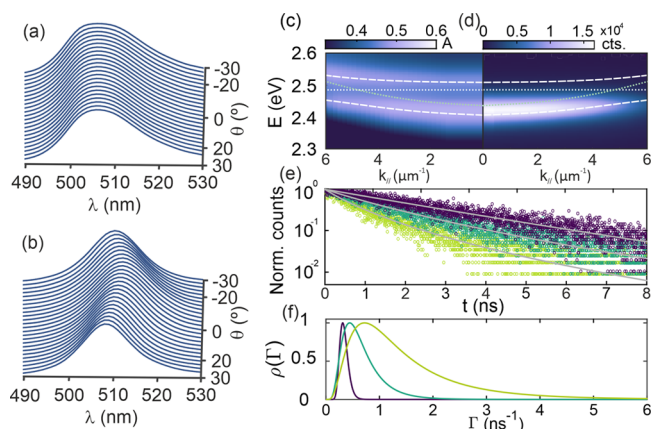 (a)
-30
0
20
30
θ (º)
490 500 510 520 530
λ (nm)
(b)
-30
0
20
30
θ (º)
490 500 510 520 530
λ (nm)
(c) (d) x10⁴
0.4 0.5 0.6 0 0.5 1 1.5
A cts.
2.6
2.5
2.4
2.3
E (eV)
6 4 2 0 2 4 6
k// (μm⁻¹) k// (μm⁻¹)
(e)
10⁰
10⁻¹
10⁻²
Norm. counts
0 1 2 3 4 5 6 7 8
t (ns)
(f)
1
0
ρ(Γ)
0 1 2 3 4 5 6
Γ (ns⁻¹)